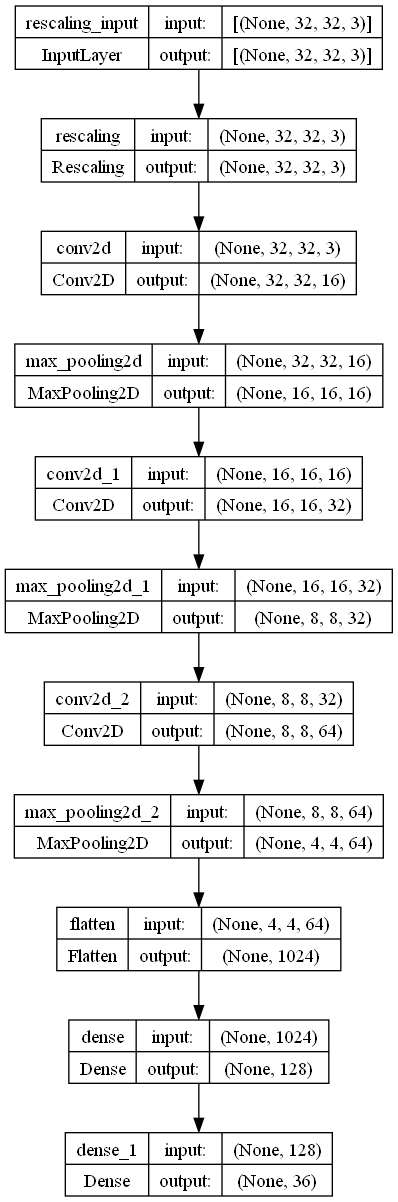 rescaling_input input: [(None, 32, 32, 3)]
InputLayer output: [(None, 32, 32, 3)]
rescaling input: (None, 32, 32, 3)
Rescaling output: (None, 32, 32, 3)
conv2d input: (None, 32, 32, 3)
Conv2D output: (None, 32, 32, 16)
max_pooling2d input: (None, 32, 32, 16)
MaxPooling2D output: (None, 16, 16, 16)
conv2d_1 input: (None, 16, 16, 16)
Conv2D output: (None, 16, 16, 32)
max_pooling2d_1 input: (None, 16, 16, 32)
MaxPooling2D output: (None, 8, 8, 32)
conv2d_2 input: (None, 8, 8, 32)
Conv2D output: (None, 8, 8, 64)
max_pooling2d_2 input: (None, 8, 8, 64)
MaxPooling2D output: (None, 4, 4, 64)
flatten input: (None, 4, 4, 64)
Flatten output: (None, 1024)
dense input: (None, 1024)
Dense output: (None, 128)
dense_1 input: (None, 128)
Dense output: (None, 36)